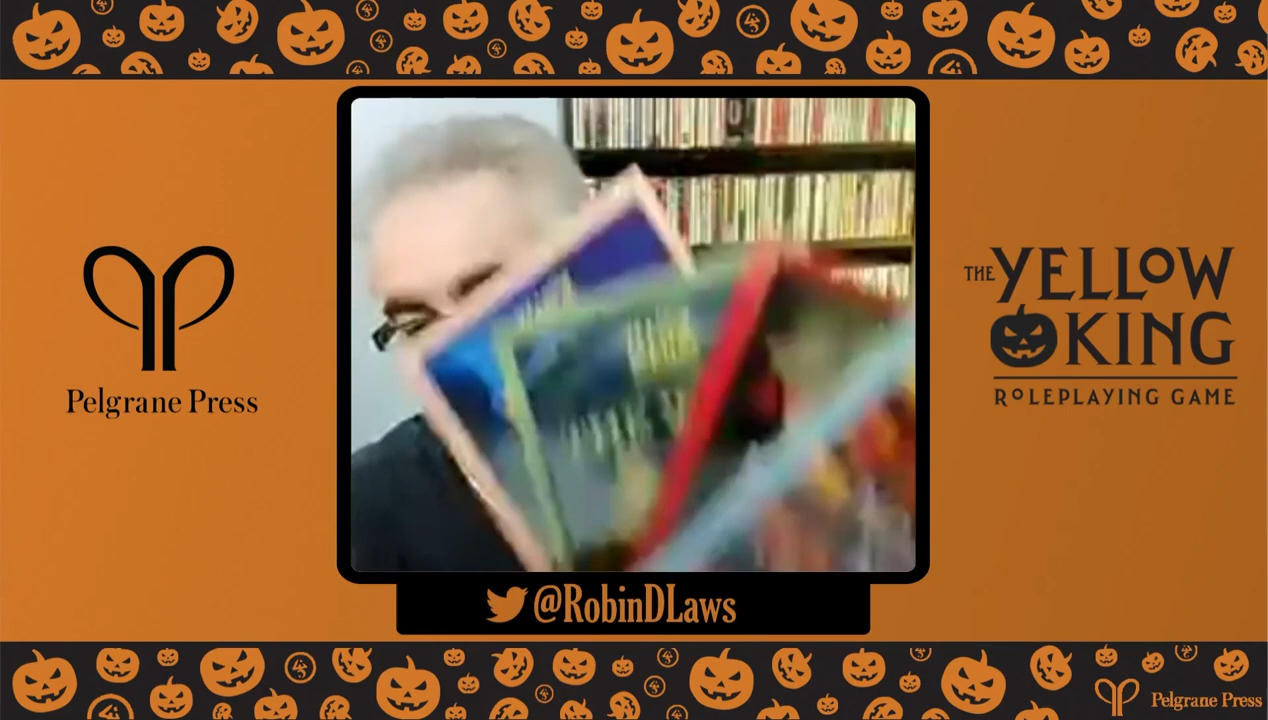 Pelgrane Press
THE YELLOW
KING
ROLEPLAYING GAME
@RobinDLaws
Pelgrane Press